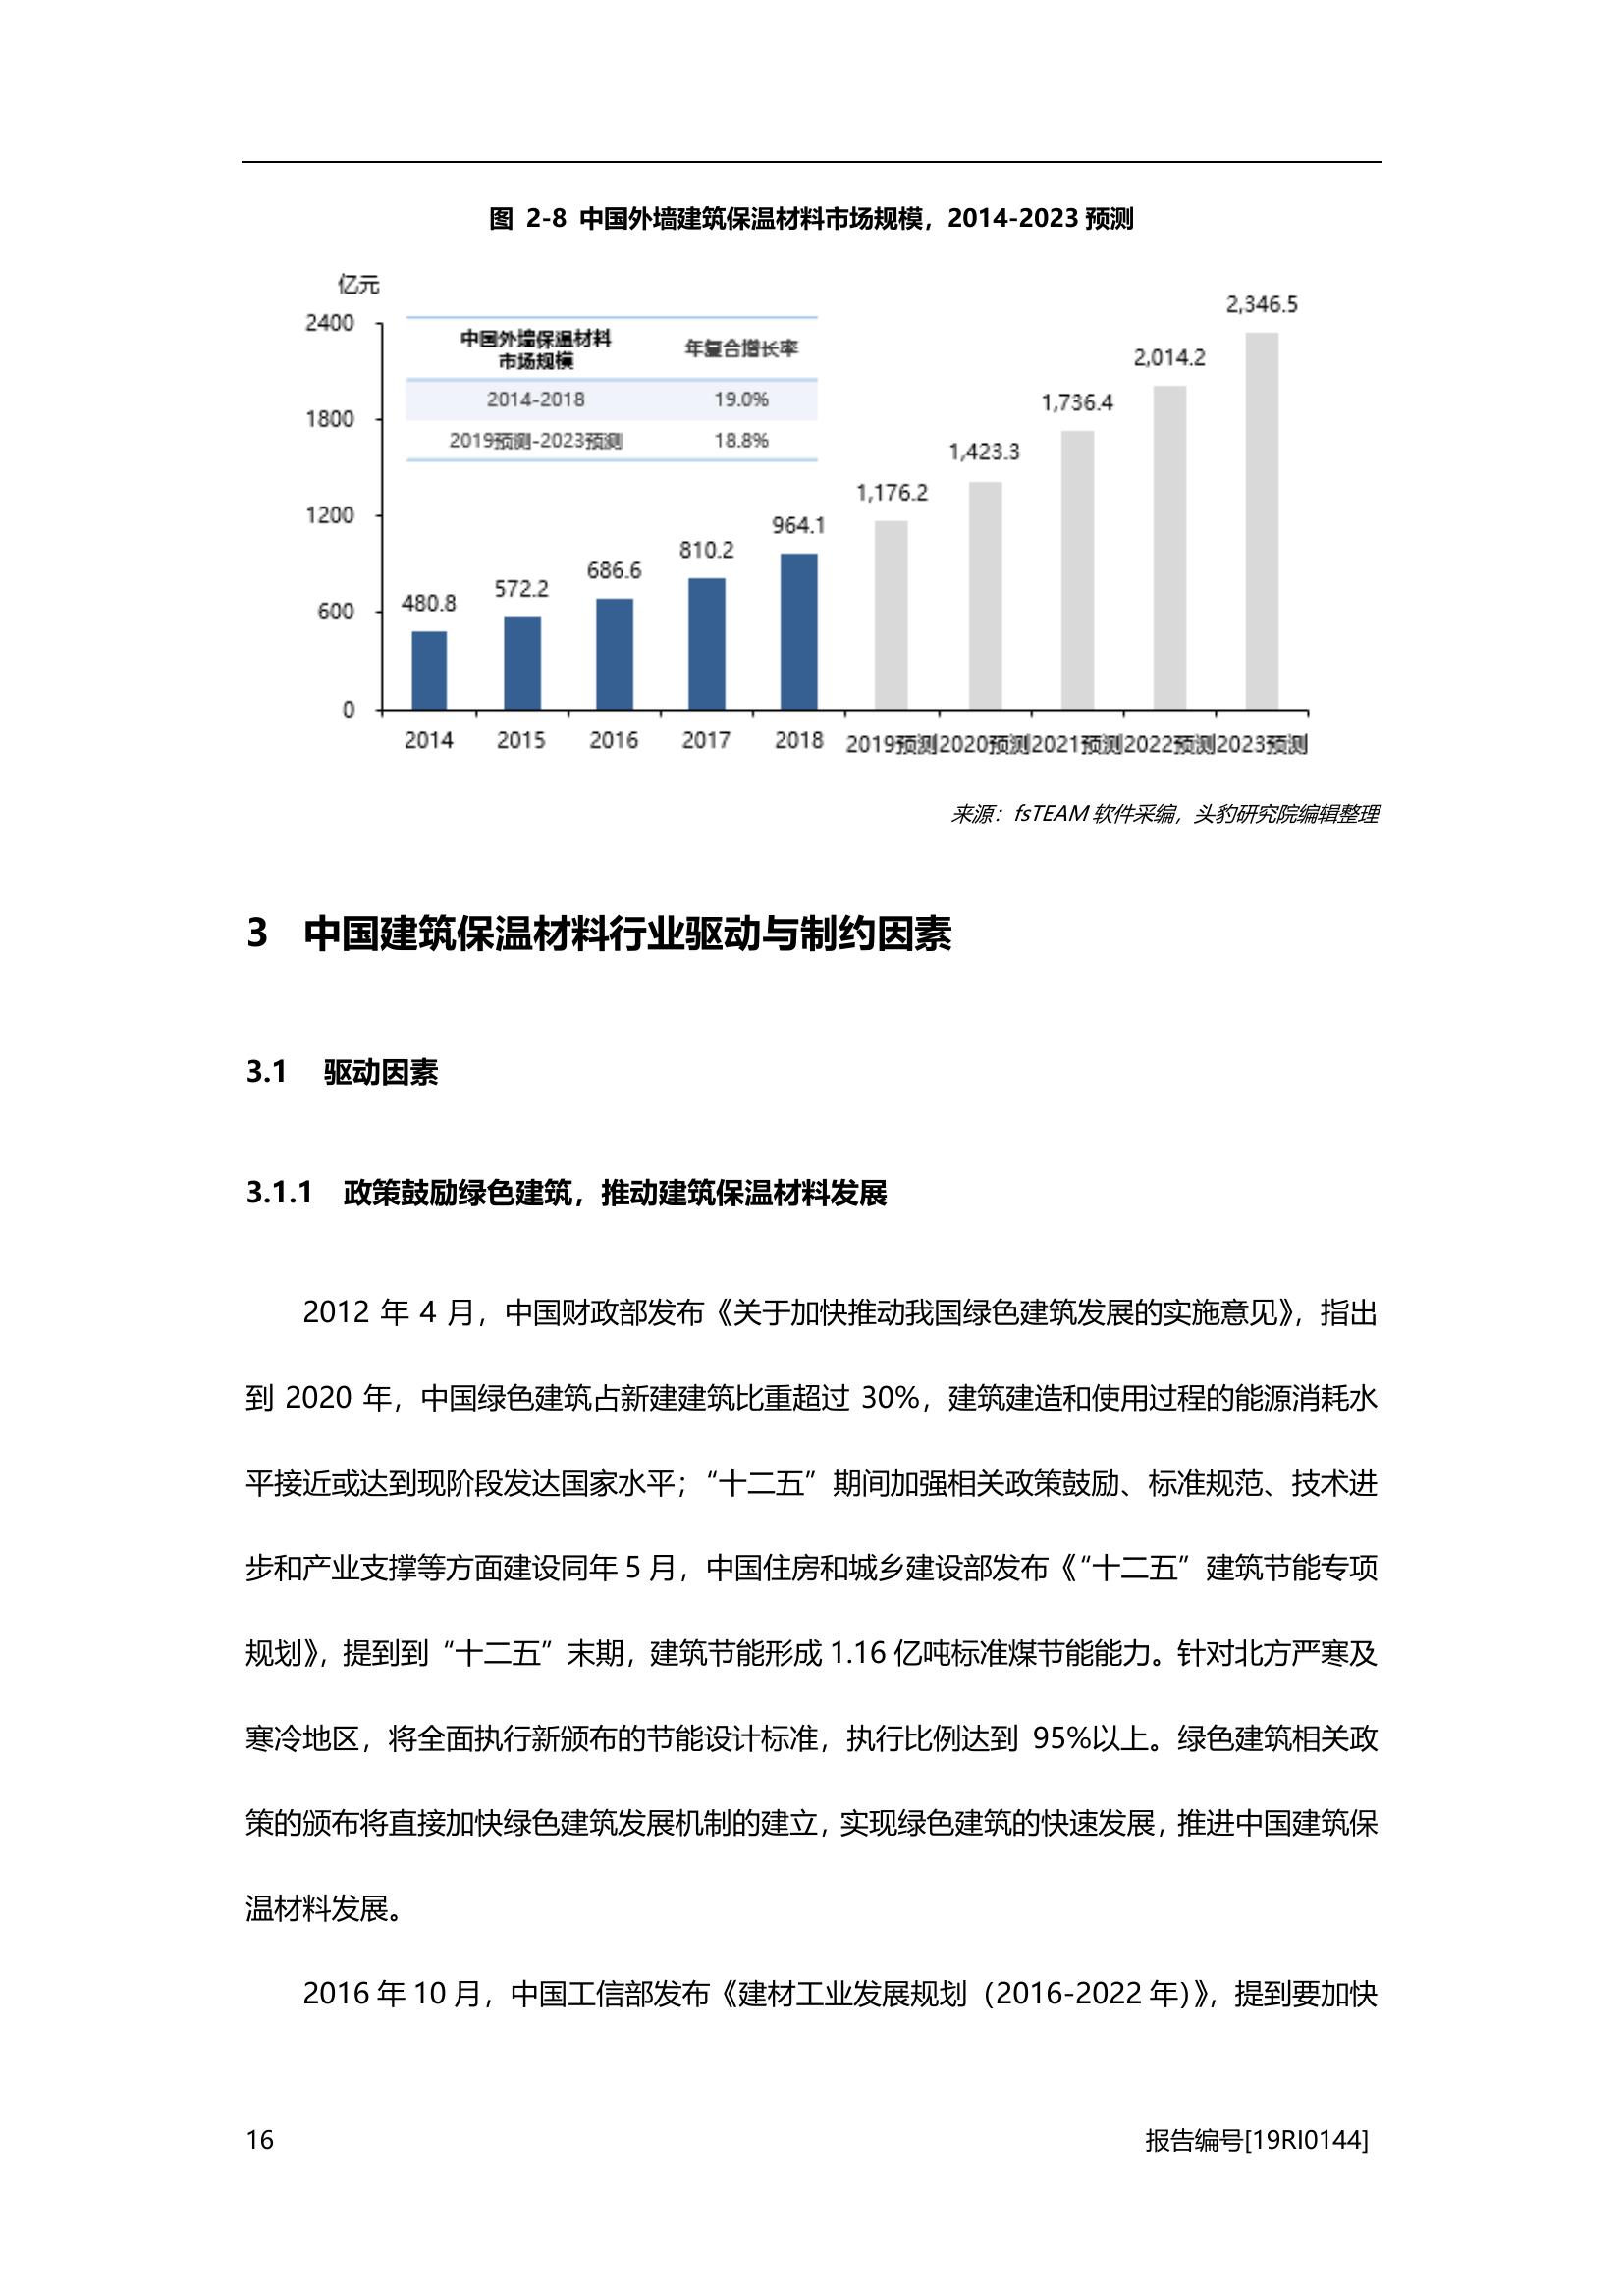 图 2-8 中国外墙建筑保温材料市场规模，2014-2023 预测
亿元
2400
1800
1200
600
0
中国外墙保温材料
市场规模
年复合增长率
2014-2018 19.0%
2019预测-2023预测 18.8%
480.8
572.2
686.6
810.2
964.1
1,176.2
1,423.3
1,736.4
2,014.2
2,346.5
2014 2015 2016 2017 2018 2019预测 2020预测 2021预测 2022预测 2023预测
来源：fsTEAM 软件采编，头豹研究院编辑整理
3 中国建筑保温材料行业驱动与制约因素
3.1 驱动因素
3.1.1 政策鼓励绿色建筑，推动建筑保温材料发展
2012 年 4 月，中国财政部发布《关于加快推动我国绿色建筑发展的实施意见》，指出
到 2020 年，中国绿色建筑占新建建筑比重超过 30%，建筑建造和使用过程的能源消耗水
平接近或达到现阶段发达国家水平；“十二五”期间加强相关政策鼓励、标准规范、技术进
步和产业支撑等方面建设同年 5 月，中国住房和城乡建设部发布《“十二五”建筑节能专项
规划》，提到到“十二五”末期，建筑节能形成 1.16 亿吨标准煤节能能力。针对北方严寒及
寒冷地区，将全面执行新颁布的节能设计标准，执行比例达到 95%以上。绿色建筑相关政
策的颁布将直接加快绿色建筑发展机制的建立，实现绿色建筑的快速发展，推进中国建筑保
温材料发展。
2016 年 10 月，中国工信部发布《建材工业发展规划（2016-2022 年）》，提到要加快
16
报告编号[19RI0144]